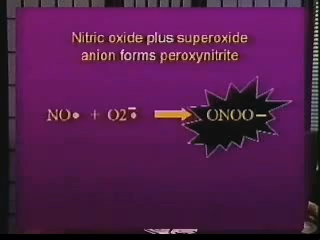 Nitric oxide plus superoxide
anion forms peroxynitrite
NO• + O2•̅ → ONOO–